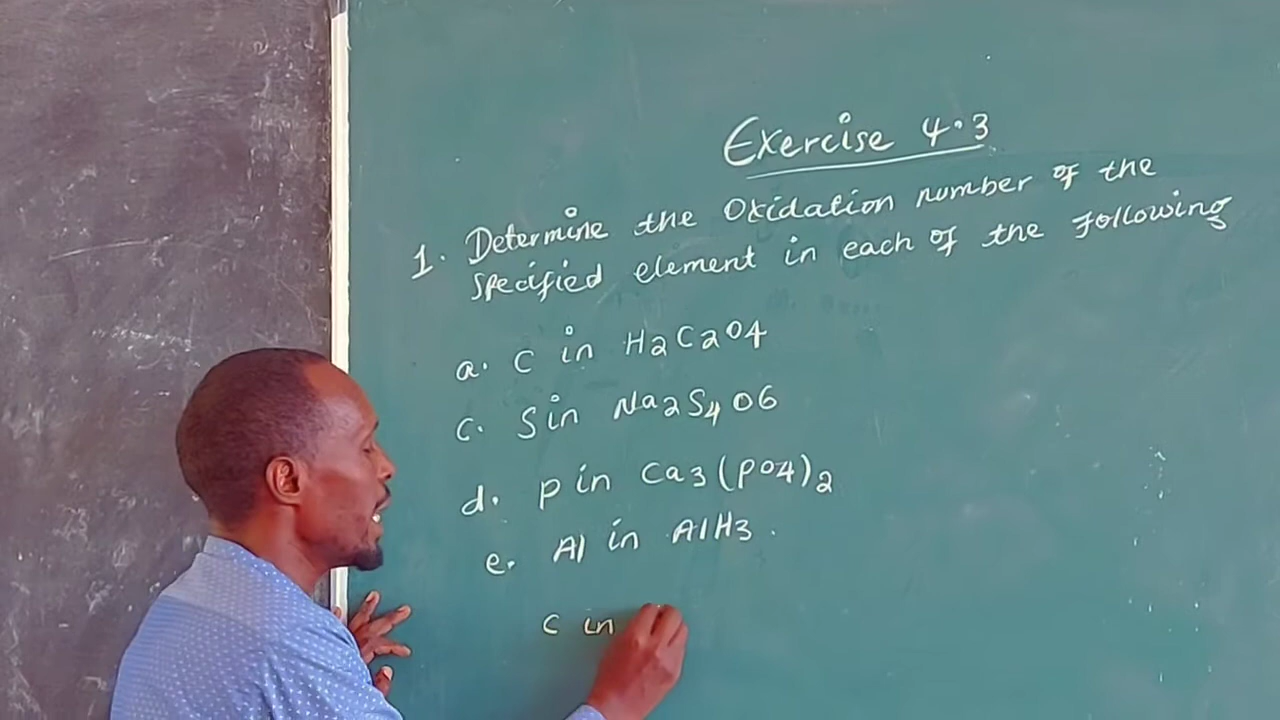 Exercise 4.3
1. Determine the Oxidation number of the
specified element in each of the following
a. C in H2C2O4
c. S in Na2S4O6
d. p in Ca3(PO4)2
e. Al in AlH3.
C in